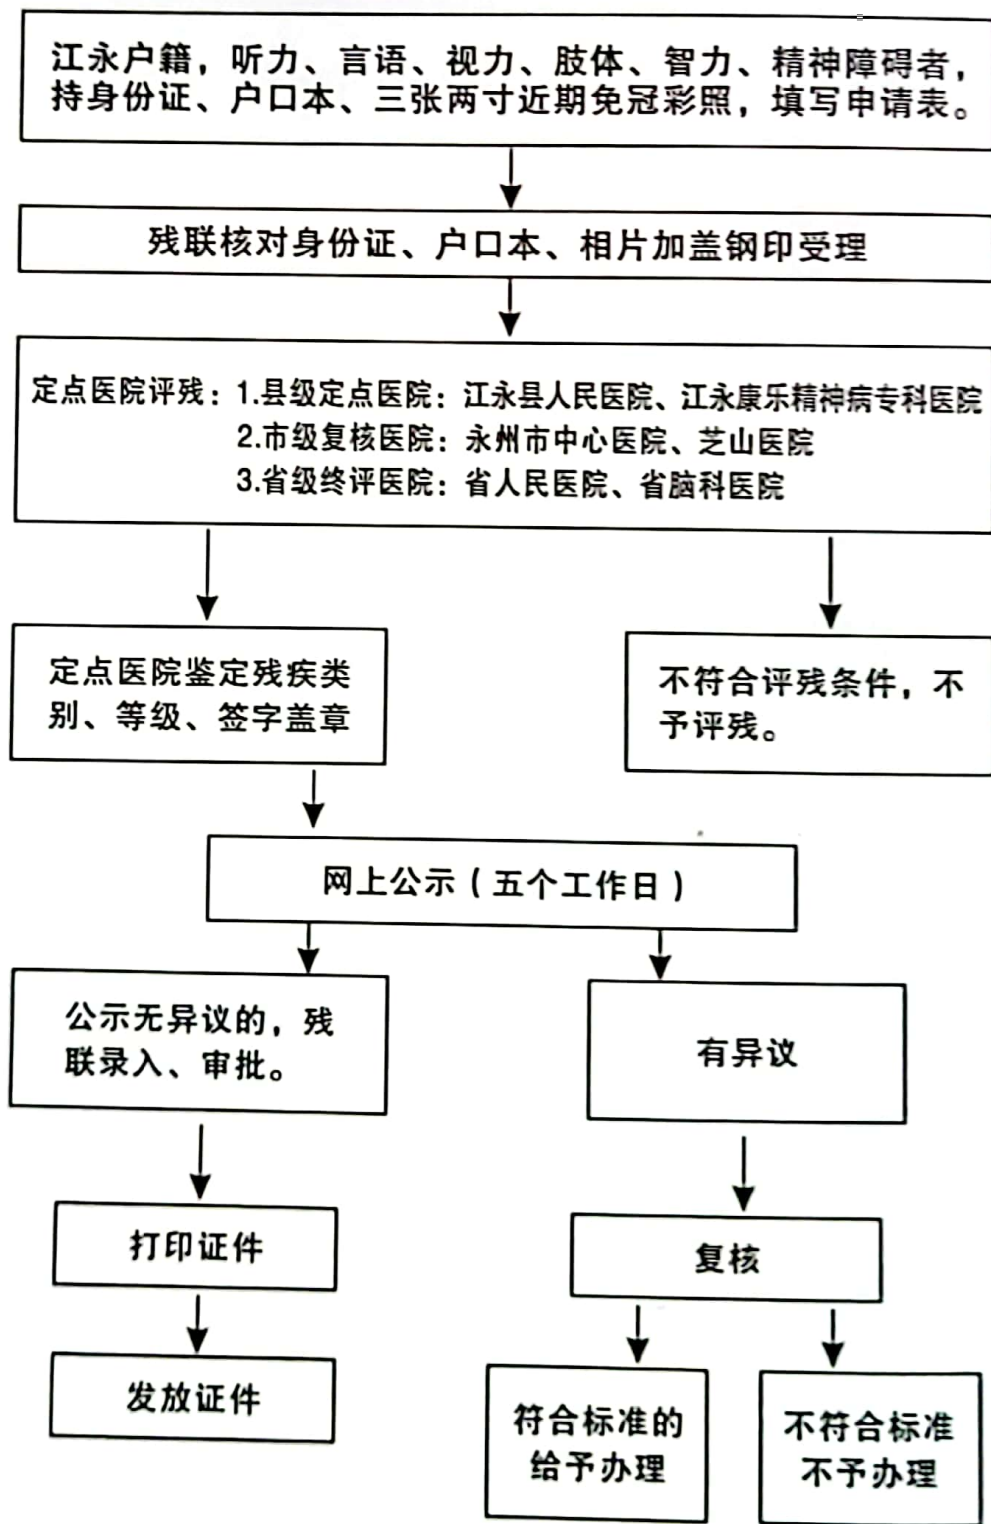 江永户籍，听力、言语、视力、肢体、智力、精神障碍者，
持身份证、户口本、三张两寸近期免冠彩照，填写申请表。
残联核对身份证、户口本、相片加盖钢印受理
定点医院评残：1.县级定点医院：江永县人民医院、江永康乐精神病专科医院
2.市级复核医院：永州市中心医院、芝山医院
3.省级终评医院：省人民医院、省脑科医院
定点医院鉴定残疾类
别、等级、签字盖章
不符合评残条件，不
予评残。
网上公示（五个工作日）
公示无异议的，残
联录入、审批。
有异议
打印证件
复核
发放证件
符合标准的
给予办理
不符合标准
不予办理